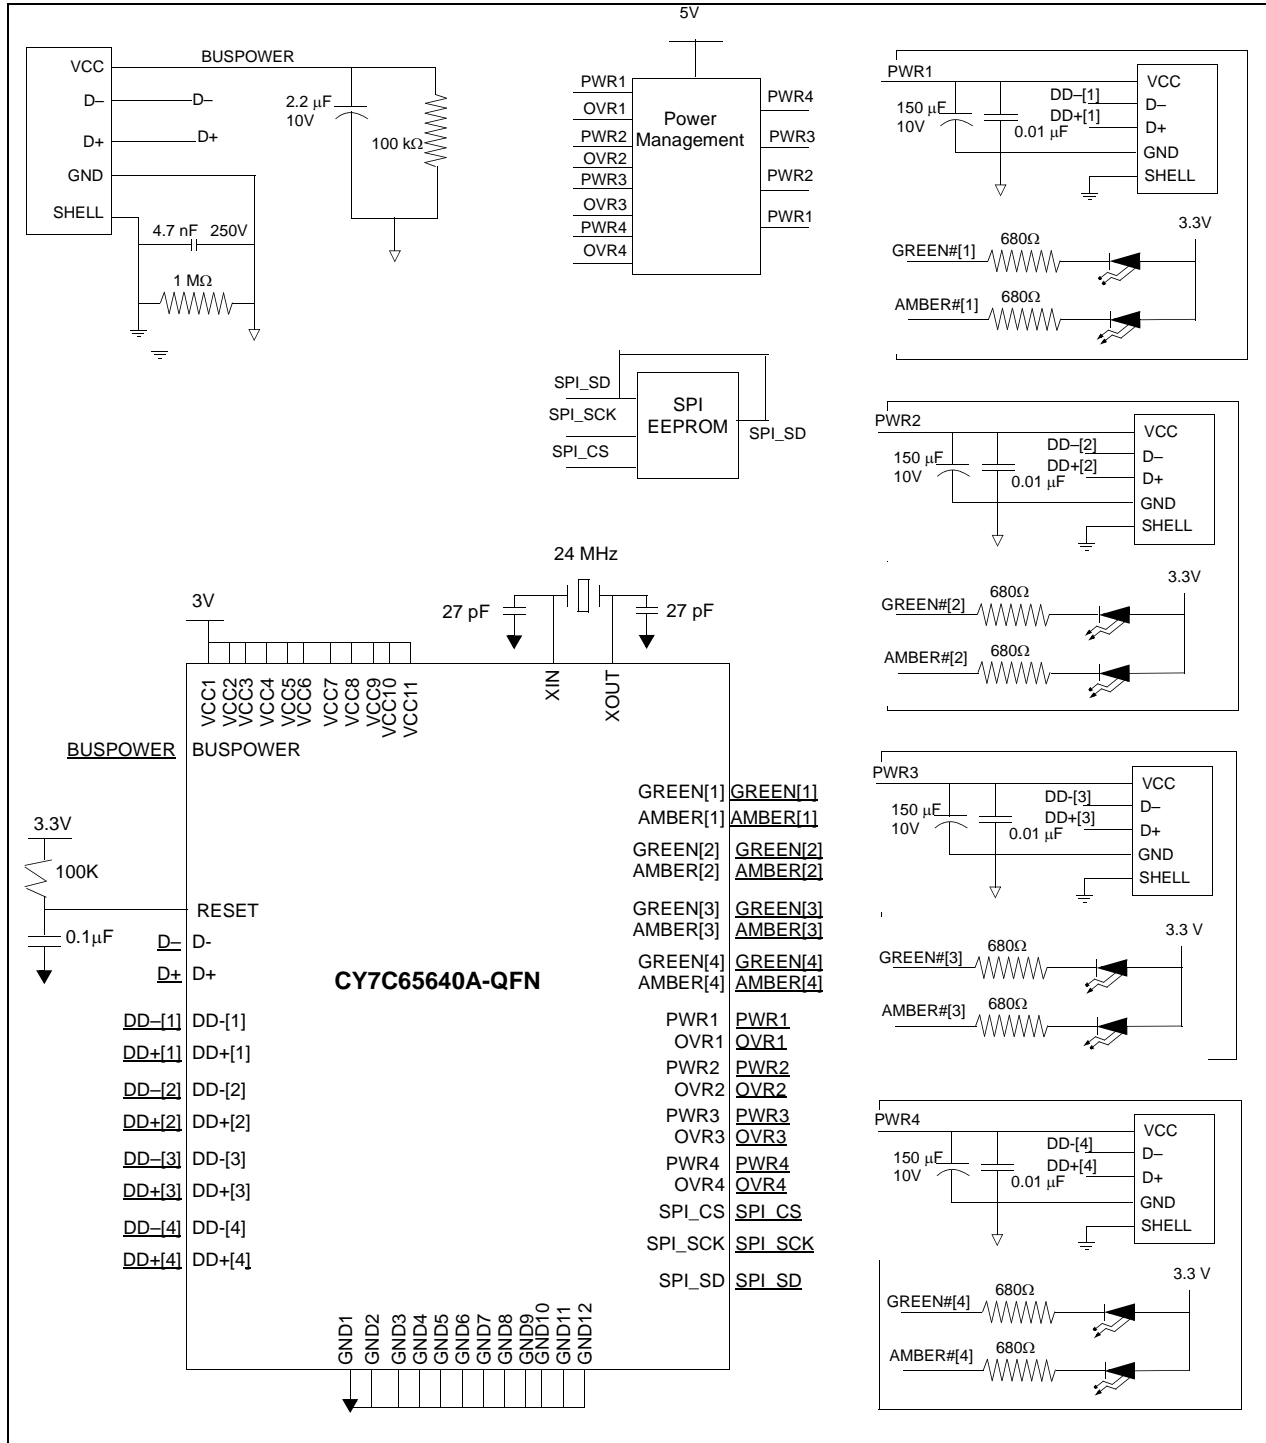 VCC
D–
D+
GND
SHELL
BUSPOWER
D–
D+
2.2 μF
10V
100 kΩ
4.7 nF 250V
1 MΩ
5V
PWR1
OVR1
PWR2
OVR2
PWR3
OVR3
PWR4
OVR4
Power
Management
PWR4
PWR3
PWR2
PWR1
SPI_SD
SPI_SCK
SPI_CS
SPI
EEPROM
SPI_SD
PWR1
150 μF
10V
0.01 μF
DD–[1]
DD+[1]
VCC
D–
D+
GND
SHELL
3.3V
GREEN#[1]
680Ω
AMBER#[1]
680Ω
PWR2
150 μF
10V
0.01 μF
DD–[2]
DD+[2]
VCC
D–
D+
GND
SHELL
3.3V
GREEN#[2]
680Ω
AMBER#[2]
680Ω
PWR3
150 μF
10V
0.01 μF
DD-[3]
DD+[3]
VCC
D–
D+
GND
SHELL
3.3 V
GREEN#[3]
680Ω
AMBER#[3]
680Ω
PWR4
150 μF
10V
0.01 μF
DD-[4]
DD+[4]
VCC
D–
D+
GND
SHELL
3.3 V
GREEN#[4]
680Ω
AMBER#[4]
680Ω
24 MHz
27 pF
27 pF
3V
VCC1
VCC2
VCC3
VCC4
VCC5
VCC6
VCC7
VCC8
VCC9
VCC10
VCC11
XIN
XOUT
BUSPOWER BUSPOWER
3.3V
100K
0.1μF
RESET
D– D-
D+ D+
DD–[1] DD-[1]
DD+[1] DD+[1]
DD–[2] DD-[2]
DD+[2] DD+[2]
DD–[3] DD-[3]
DD+[3] DD+[3]
DD–[4] DD-[4]
DD+[4] DD+[4]
CY7C65640A-QFN
GREEN[1] GREEN[1]
AMBER[1] AMBER[1]
GREEN[2] GREEN[2]
AMBER[2] AMBER[2]
GREEN[3] GREEN[3]
AMBER[3] AMBER[3]
GREEN[4] GREEN[4]
AMBER[4] AMBER[4]
PWR1 PWR1
OVR1 OVR1
PWR2 PWR2
OVR2 OVR2
PWR3 PWR3
OVR3 OVR3
PWR4 PWR4
OVR4 OVR4
SPI_CS SPI_CS
SPI_SCK SPI_SCK
SPI_SD SPI_SD
GND1
GND2
GND3
GND4
GND5
GND6
GND7
GND8
GND9
GND10
GND11
GND12